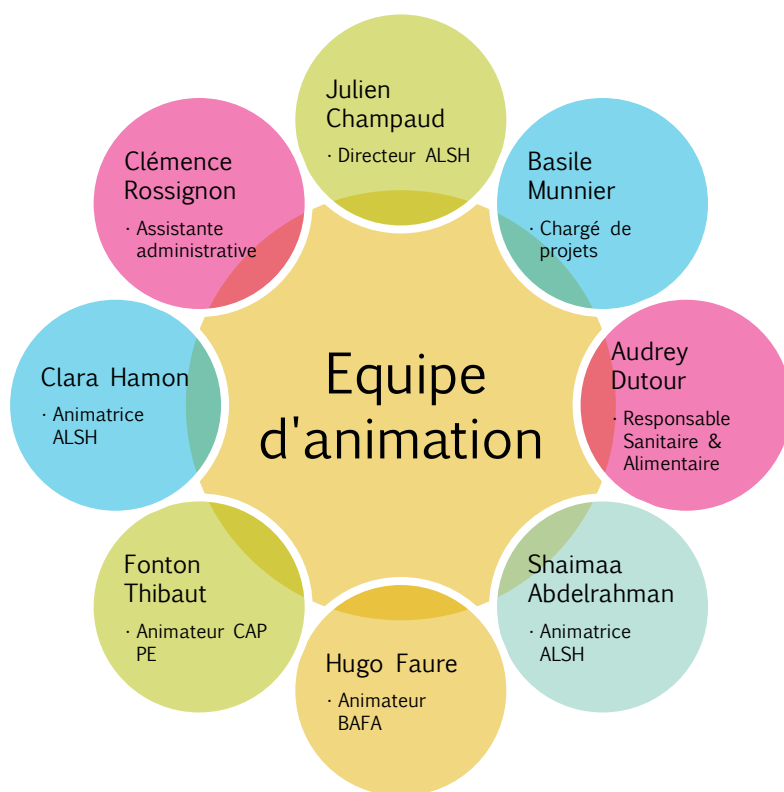 Julien
Champaud
· Directeur ALSH
Basile
Munnier
· Chargé de
projets
Audrey
Dutour
· Responsable
Sanitaire &
Alimentaire
Shaimaa
Abdelrahman
· Animatrice
ALSH
Hugo Faure
· Animateur
BAFA
Fonton
Thibaut
· Animateur CAP
PE
Clara Hamon
· Animatrice
ALSH
Clémence
Rossignon
· Assistante
administrative
Equipe
d'animation